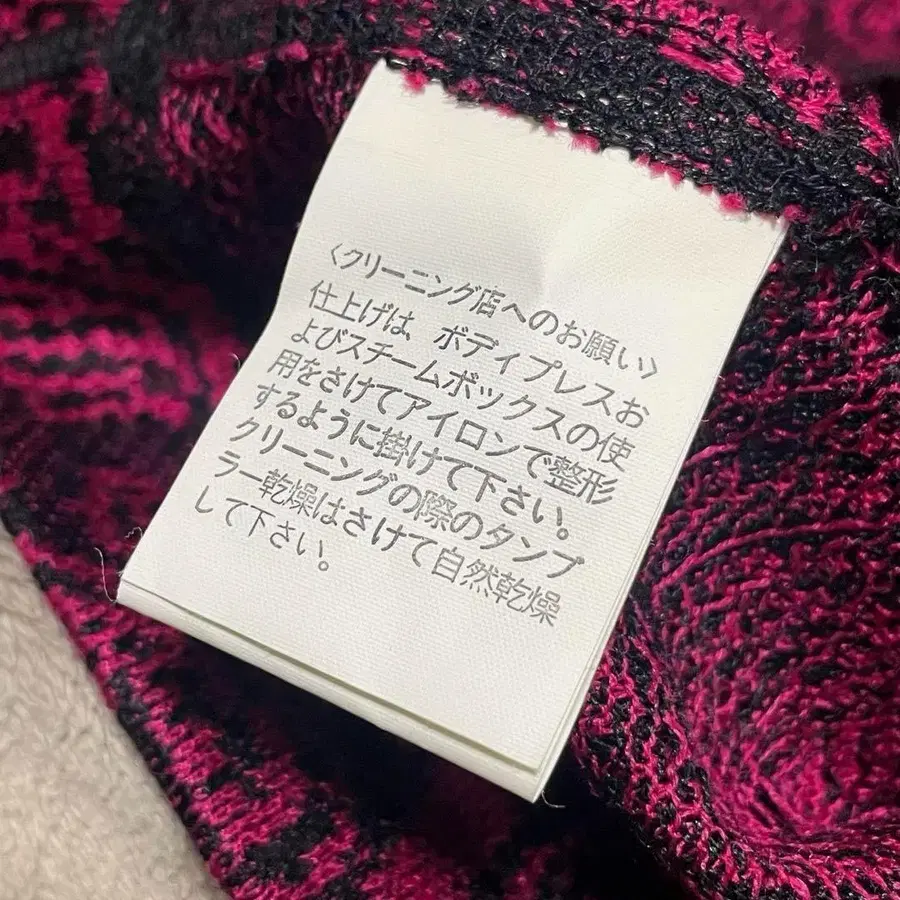 〈クリーニング店へのお願い〉
仕上げは、ボディプレスお
よびスチームボックスの使
用をさけてアイロンで整形
するように掛けて下さい。
クリーニングの際のタンプ
ラー乾燥はさけて自然乾燥
して下さい。